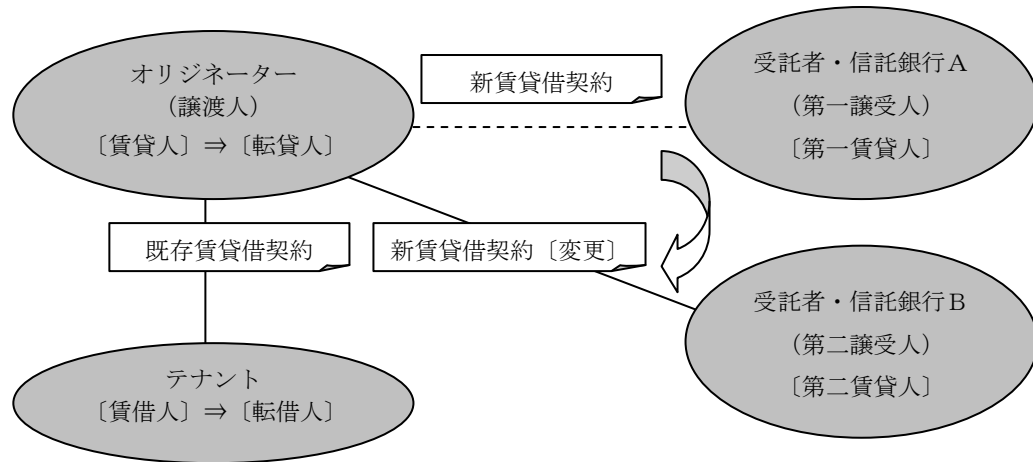 オリジネーター
（譲渡人）
〔賃貸人〕⇒〔転貸人〕
新賃貸借契約
受託者・信託銀行Ａ
（第一譲受人）
〔第一賃貸人〕
既存賃貸借契約
新賃貸借契約〔変更〕
受託者・信託銀行Ｂ
（第二譲受人）
〔第二賃貸人〕
テナント
〔賃借人〕⇒〔転借人〕